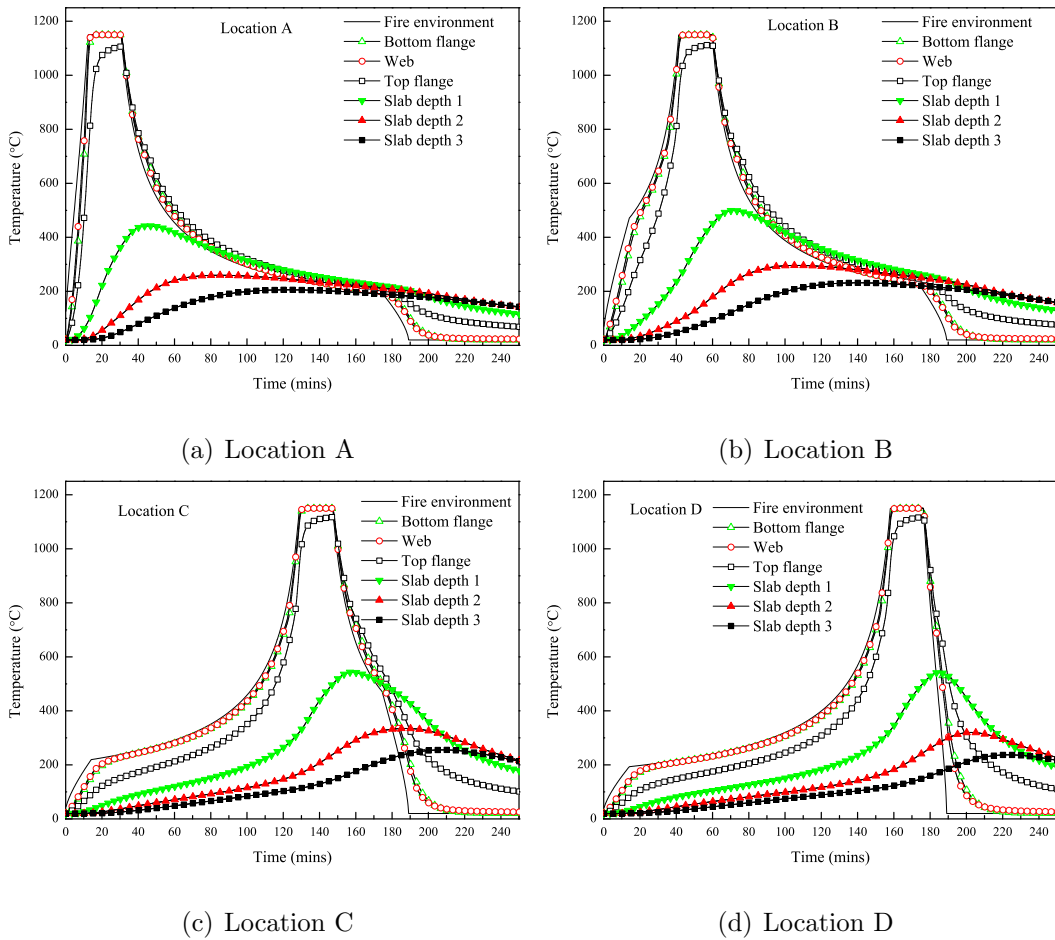 Location A
Fire environment
Bottom flange
Web
Top flange
Slab depth 1
Slab depth 2
Slab depth 3
Temperature (°C)
1200
1000
800
600
400
200
0
0 20 40 60 80 100 120 140 160 180 200 220 240
Time (mins)
(a) Location A
Location B
Fire environment
Bottom flange
Web
Top flange
Slab depth 1
Slab depth 2
Slab depth 3
Temperature (°C)
1200
1000
800
600
400
200
0
0 20 40 60 80 100 120 140 160 180 200 220 240
Time (mins)
(b) Location B
Location C
Fire environment
Bottom flange
Web
Top flange
Slab depth 1
Slab depth 2
Slab depth 3
Temperature (°C)
1200
1000
800
600
400
200
0
0 20 40 60 80 100 120 140 160 180 200 220 240
Time (mins)
(c) Location C
Location D
Fire environment
Bottom flange
Web
Top flange
Slab depth 1
Slab depth 2
Slab depth 3
Temperature (°C)
1200
1000
800
600
400
200
0
0 20 40 60 80 100 120 140 160 180 200 220 240
Time (mins)
(d) Location D